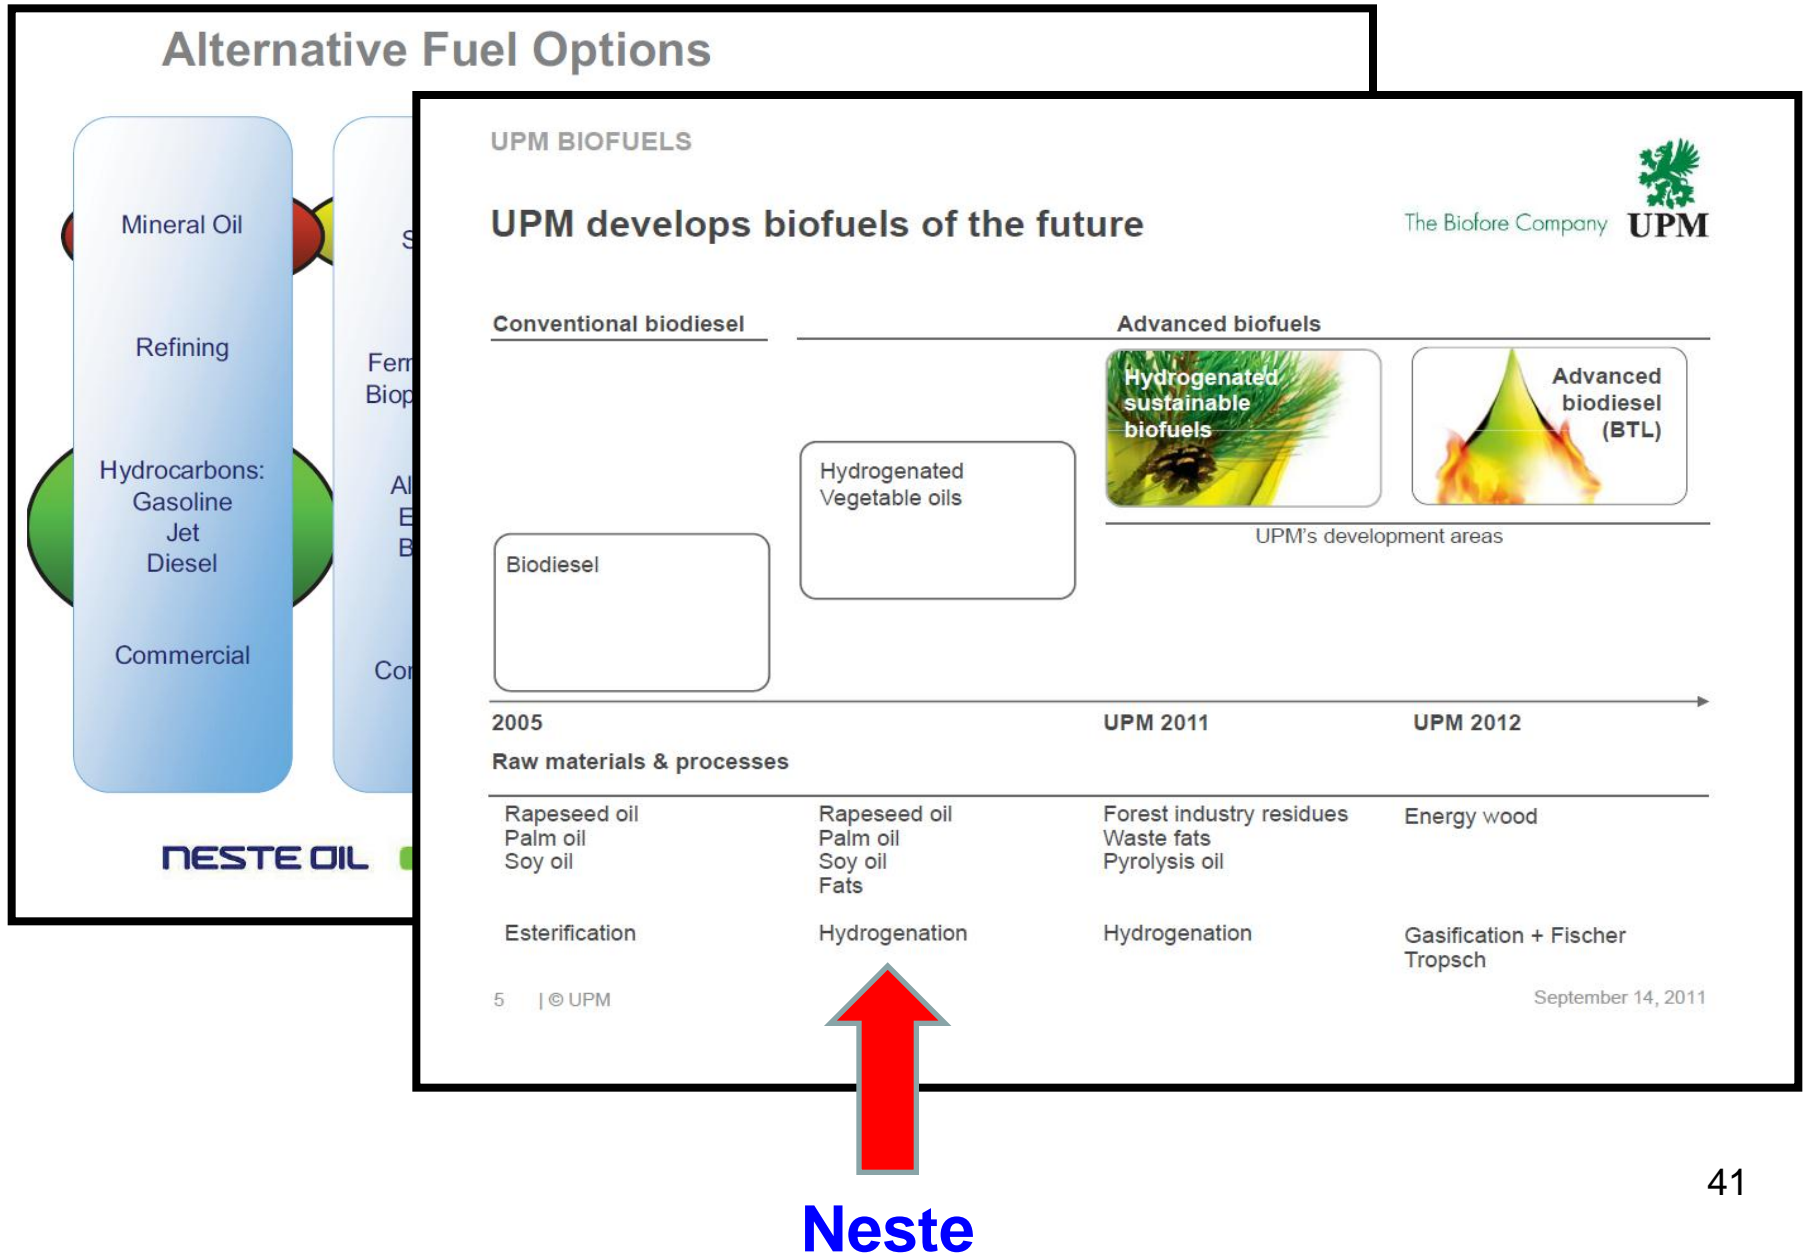 Alternative Fuel Options
Mineral Oil
Refining
Hydrocarbons:
Gasoline
Jet
Diesel
Commercial
NESTE OIL
UPM BIOFUELS
UPM develops biofuels of the future
The Biofore Company
UPM
Conventional biodiesel
Advanced biofuels
Biodiesel
Hydrogenated
Vegetable oils
Hydrogenated
sustainable
biofuels
Advanced
biodiesel
(BTL)
UPM's development areas
2005
UPM 2011
UPM 2012
Raw materials & processes
Rapeseed oil
Palm oil
Soy oil
Esterification
Rapeseed oil
Palm oil
Soy oil
Fats
Hydrogenation
Forest industry residues
Waste fats
Pyrolysis oil
Hydrogenation
Energy wood
Gasification + Fischer
Tropsch
5 | © UPM
September 14, 2011
Neste
41